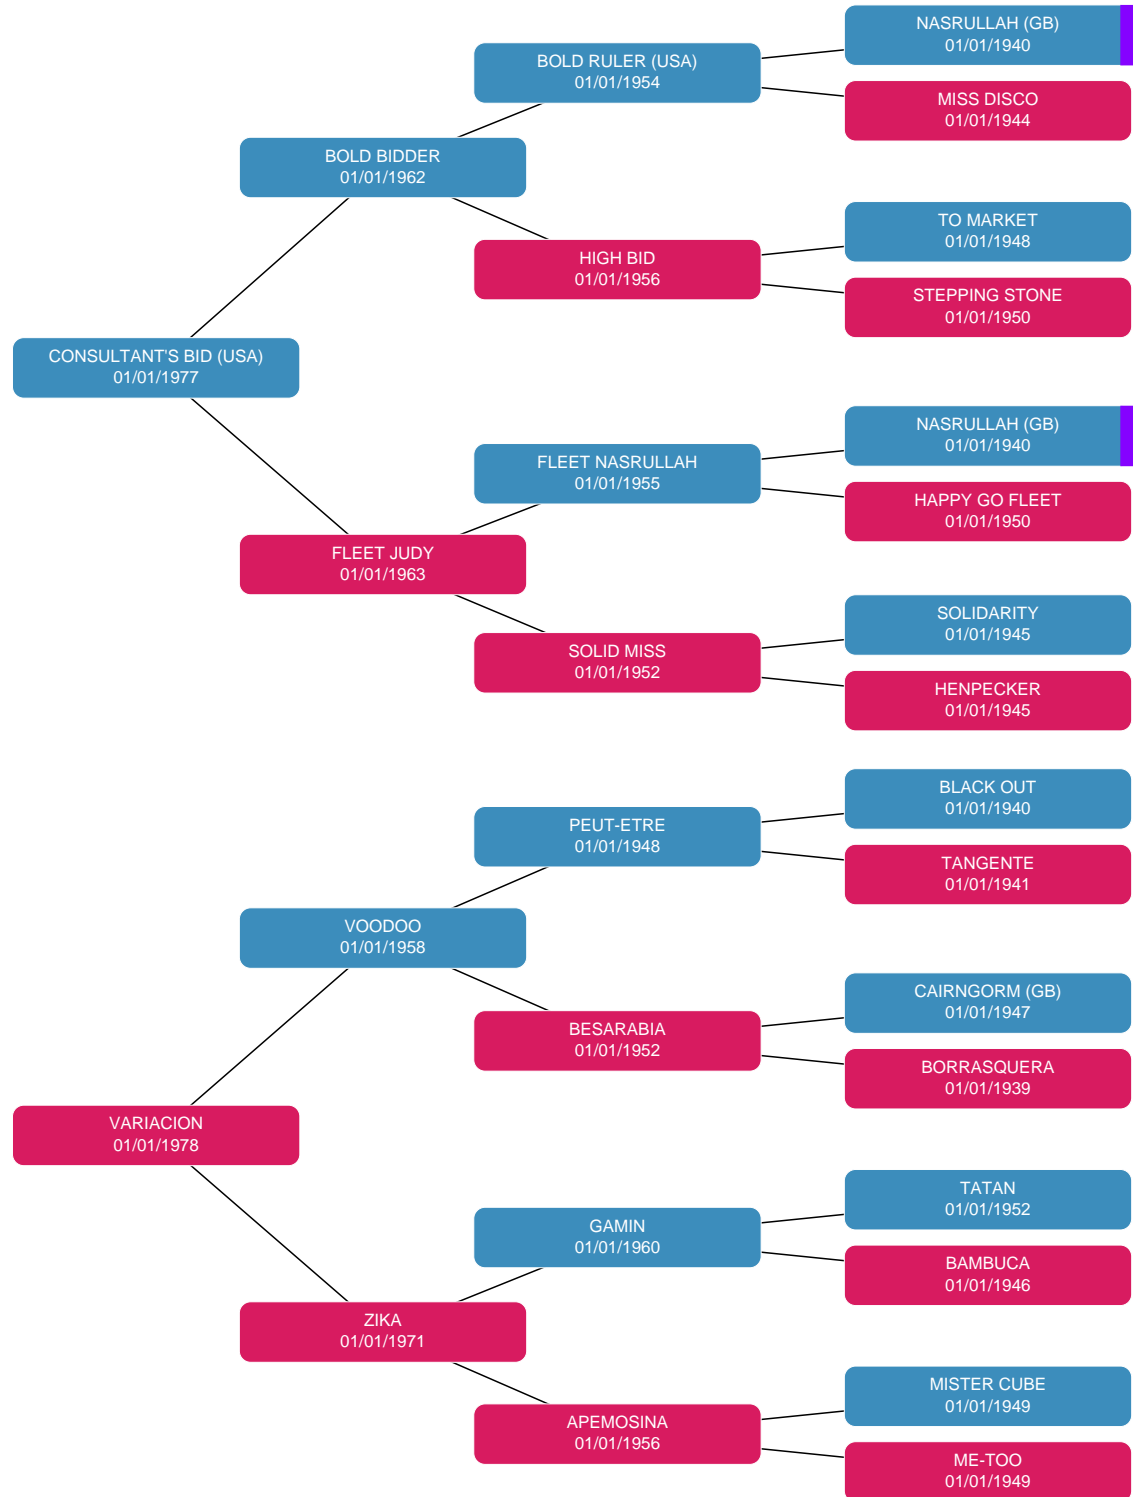 NASRULLAH (GB)
01/01/1940
BOLD RULER (USA)
01/01/1954
MISS DISCO
01/01/1944
BOLD BIDDER
01/01/1962
TO MARKET
01/01/1948
HIGH BID
01/01/1956
STEPPING STONE
01/01/1950
CONSULTANT'S BID (USA)
01/01/1977
NASRULLAH (GB)
01/01/1940
FLEET NASRULLAH
01/01/1955
HAPPY GO FLEET
01/01/1950
FLEET JUDY
01/01/1963
SOLIDARITY
01/01/1945
SOLID MISS
01/01/1952
HENPECKER
01/01/1945
BLACK OUT
01/01/1940
PEUT-ETRE
01/01/1948
TANGENTE
01/01/1941
VOODOO
01/01/1958
CAIRNGORM (GB)
01/01/1947
BESARABIA
01/01/1952
BORRASQUERA
01/01/1939
VARIACION
01/01/1978
TATAN
01/01/1952
GAMIN
01/01/1960
BAMBUCA
01/01/1946
ZIKA
01/01/1971
MISTER CUBE
01/01/1949
APEMOSINA
01/01/1956
ME-TOO
01/01/1949